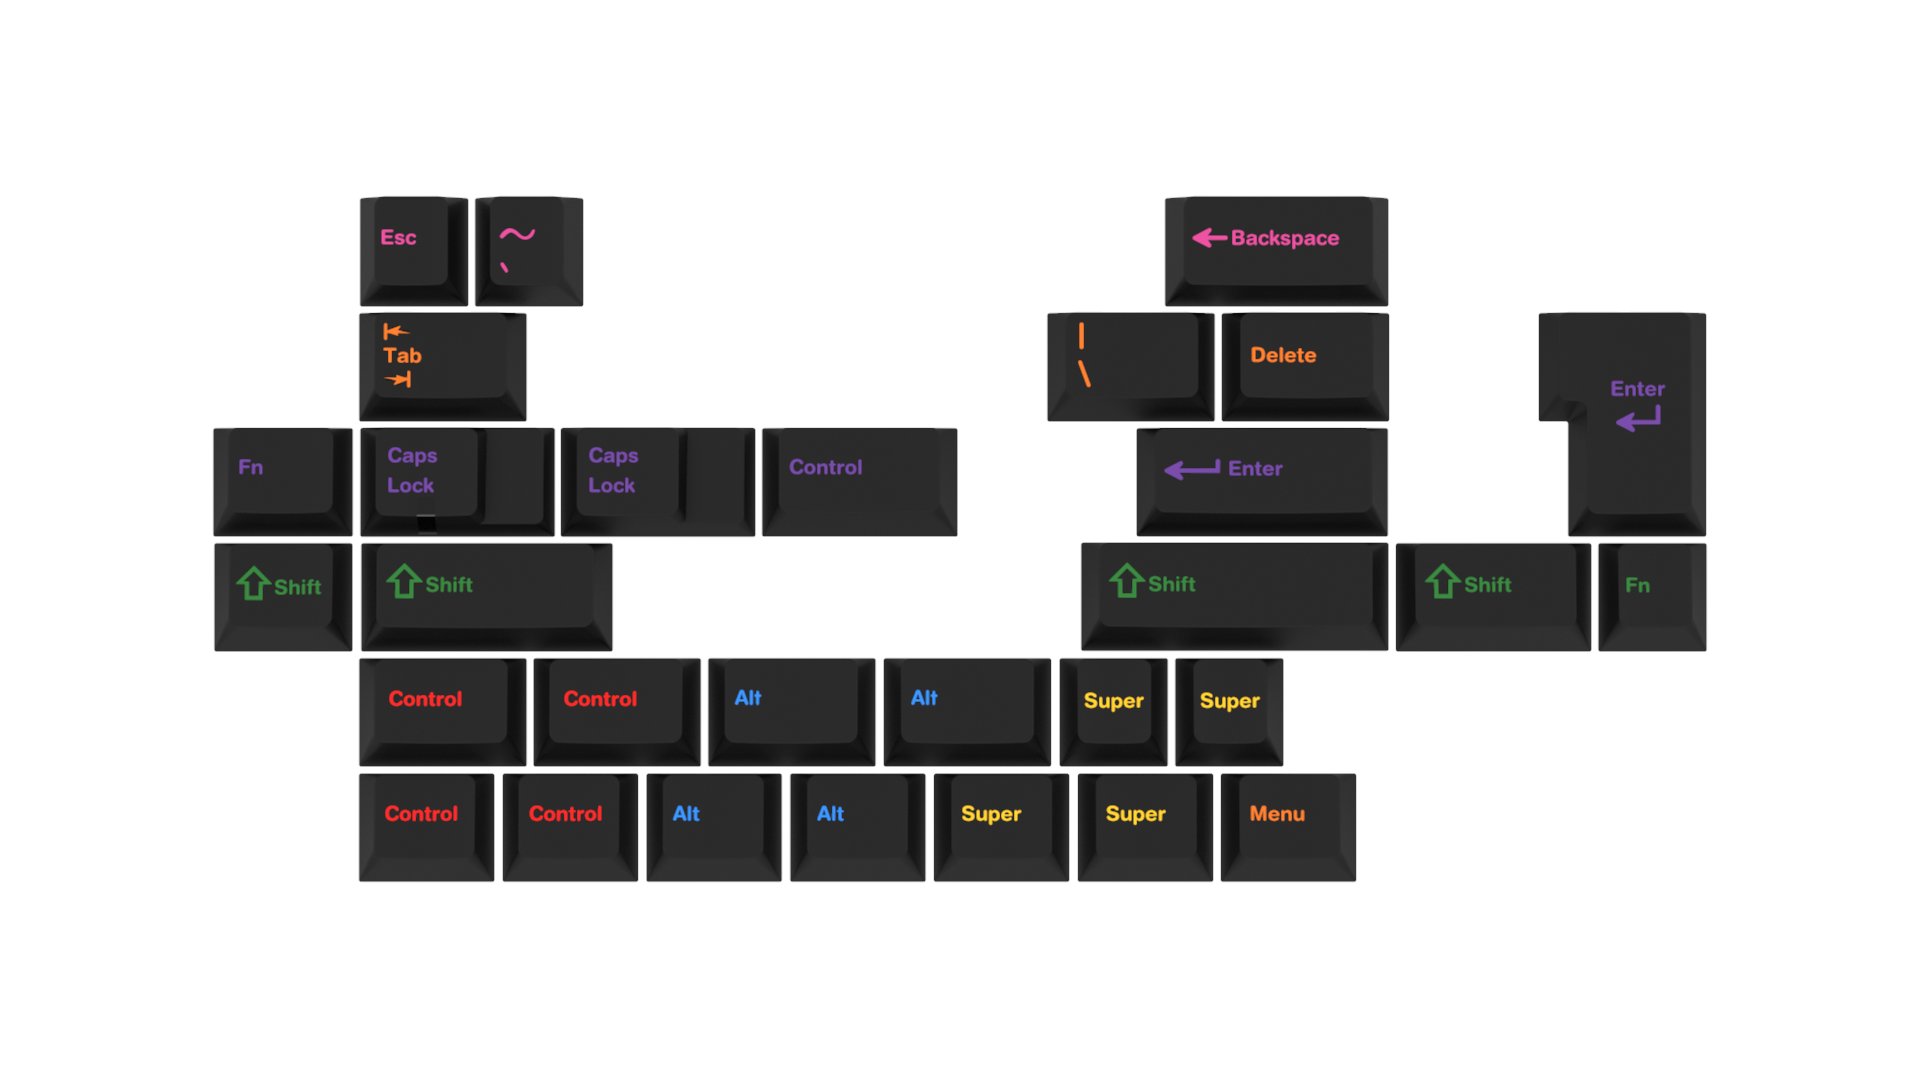 Esc ~ ← Backspace
`
|← Tab →| | \ Delete
Enter ↵
Fn Caps Lock Caps Lock Control ↵ Enter
⇧ Shift ⇧ Shift ⇧ Shift ⇧ Shift Fn
Control Control Alt Alt Super Super
Control Control Alt Alt Super Super Menu